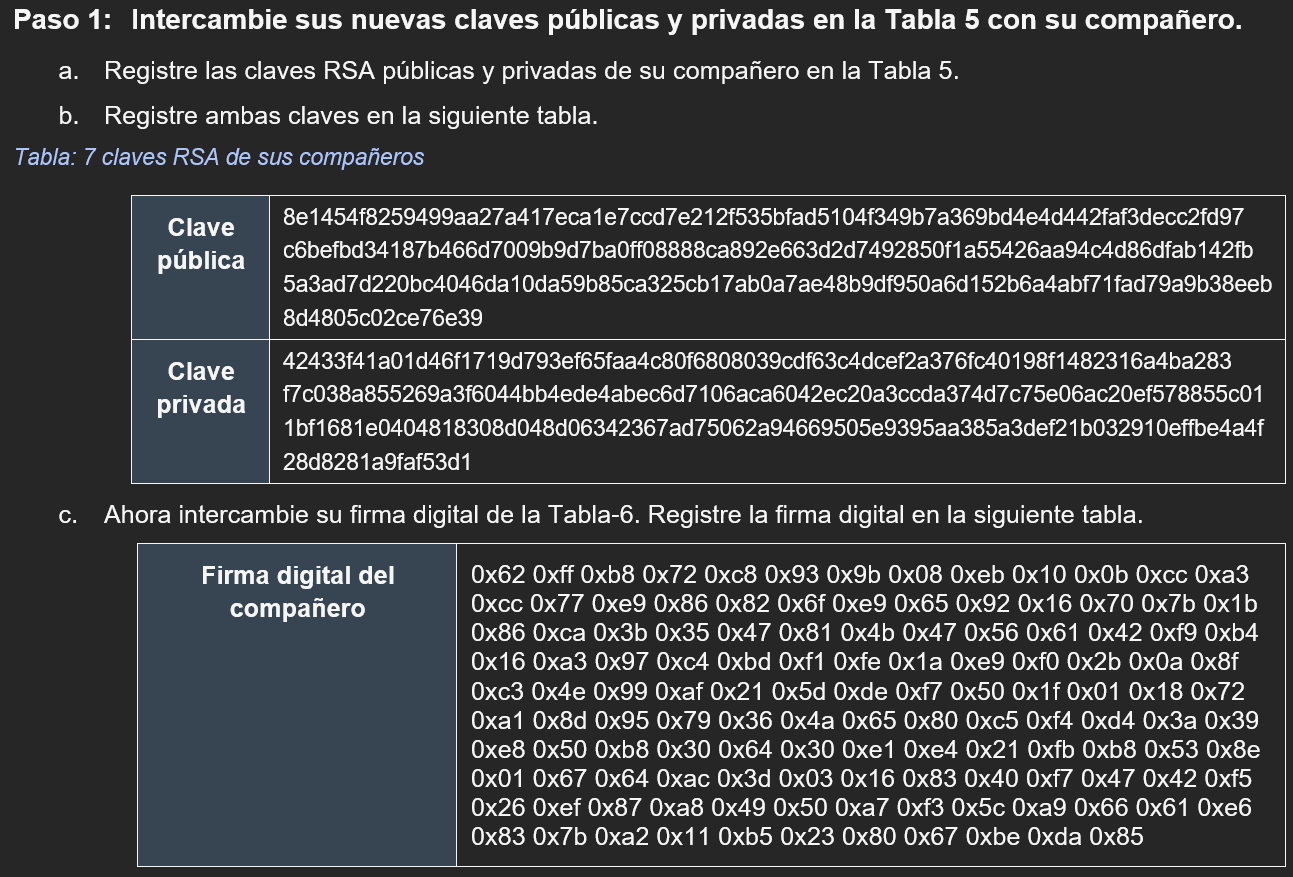 Paso 1: Intercambie sus nuevas claves públicas y privadas en la Tabla 5 con su compañero.
a. Registre las claves RSA públicas y privadas de su compañero en la Tabla 5.
b. Registre ambas claves en la siguiente tabla.
Tabla: 7 claves RSA de sus compañeros
Clave
pública
8e1454f8259499aa27a417eca1e7ccd7e212f535bfad5104f349b7a369bd4e4d442faf3decc2fd97
c6befbd34187b466d7009b9d7ba0ff08888ca892e663d2d7492850f1a55426aa94c4d86dfab142fb
5a3ad7d220bc4046da10da59b85ca325cb17ab0a7ae48b9df950a6d152b6a4abf71fad79a9b38eeb
8d4805c02ce76e39
Clave
privada
42433f41a01d46f1719d793ef65faa4c80f6808039cdf63c4dcef2a376fc40198f1482316a4ba283
f7c038a855269a3f6044bb4ede4abec6d7106aca6042ec20a3ccda374d7c75e06ac20ef578855c01
1bf1681e0404818308d048d06342367ad75062a94669505e9395aa385a3def21b032910effbe4a4f
28d8281a9faf53d1
c. Ahora intercambie su firma digital de la Tabla-6. Registre la firma digital en la siguiente tabla.
Firma digital del
compañero
0x62 0xff 0xb8 0x72 0xc8 0x93 0x9b 0x08 0xeb 0x10 0x0b 0xcc 0xa3
0xcc 0x77 0xe9 0x86 0x82 0x6f 0xe9 0x65 0x92 0x16 0x70 0x7b 0x1b
0x86 0xca 0x3b 0x35 0x47 0x81 0x4b 0x47 0x56 0x61 0x42 0xf9 0xb4
0x16 0xa3 0x97 0xc4 0xbd 0xf1 0xfe 0x1a 0xe9 0xf0 0x2b 0x0a 0x8f
0xc3 0x4e 0x99 0xaf 0x21 0x5d 0xde 0xf7 0x50 0x1f 0x01 0x18 0x72
0xa1 0x8d 0x95 0x79 0x36 0x4a 0x65 0x80 0xc5 0xf4 0xd4 0x3a 0x39
0xe8 0x50 0xb8 0x30 0x64 0x30 0xe1 0xe4 0x21 0xfb 0xb8 0x53 0x8e
0x01 0x67 0x64 0xac 0x3d 0x03 0x16 0x83 0x40 0xf7 0x47 0x42 0xf5
0x26 0xef 0x87 0xa8 0x49 0x50 0xa7 0xf3 0x5c 0xa9 0x66 0x61 0xe6
0x83 0x7b 0xa2 0x11 0xb5 0x23 0x80 0x67 0xbe 0xda 0x85